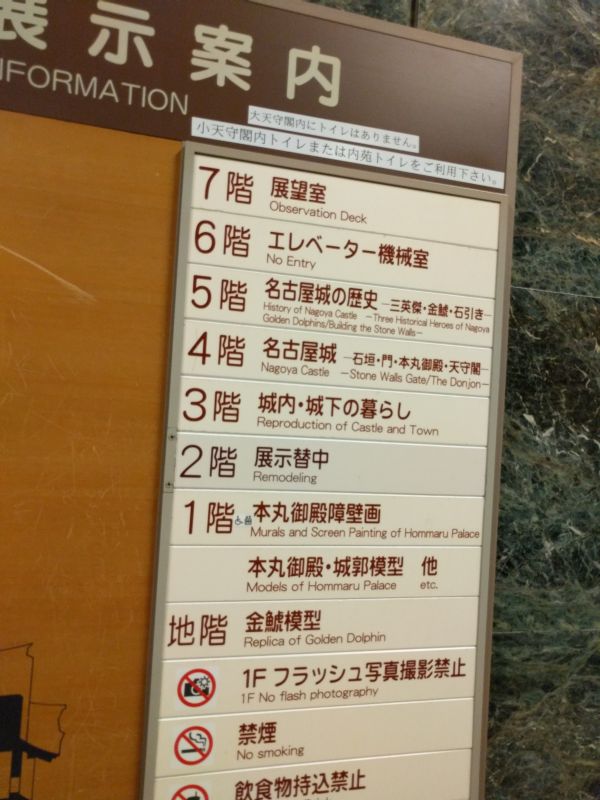 展示案内
INFORMATION
大天守閣内にトイレはありません。
小天守閣内トイレまたは内苑トイレをご利用下さい。
7階 展望室
Observation Deck
6階 エレベーター機械室
No Entry
5階 名古屋城の歴史 ―三英傑・金鯱・石引き―
History of Nagoya Castle ―Three Historical Heroes of Nagoya
Golden Dolphins/Building the Stone Walls―
4階 名古屋城 ―石垣・門・本丸御殿・天守閣―
Nagoya Castle ―Stone Walls Gate/The Donjon―
3階 城内・城下の暮らし
Reproduction of Castle and Town
2階 展示替中
Remodeling
1階 本丸御殿障壁画
Murals and Screen Painting of Hommaru Palace
本丸御殿・城郭模型 他
Models of Hommaru Palace etc.
地階 金鯱模型
Replica of Golden Dolphin
1F フラッシュ写真撮影禁止
1F No flash photography
禁煙
No smoking
飲食物持込禁止